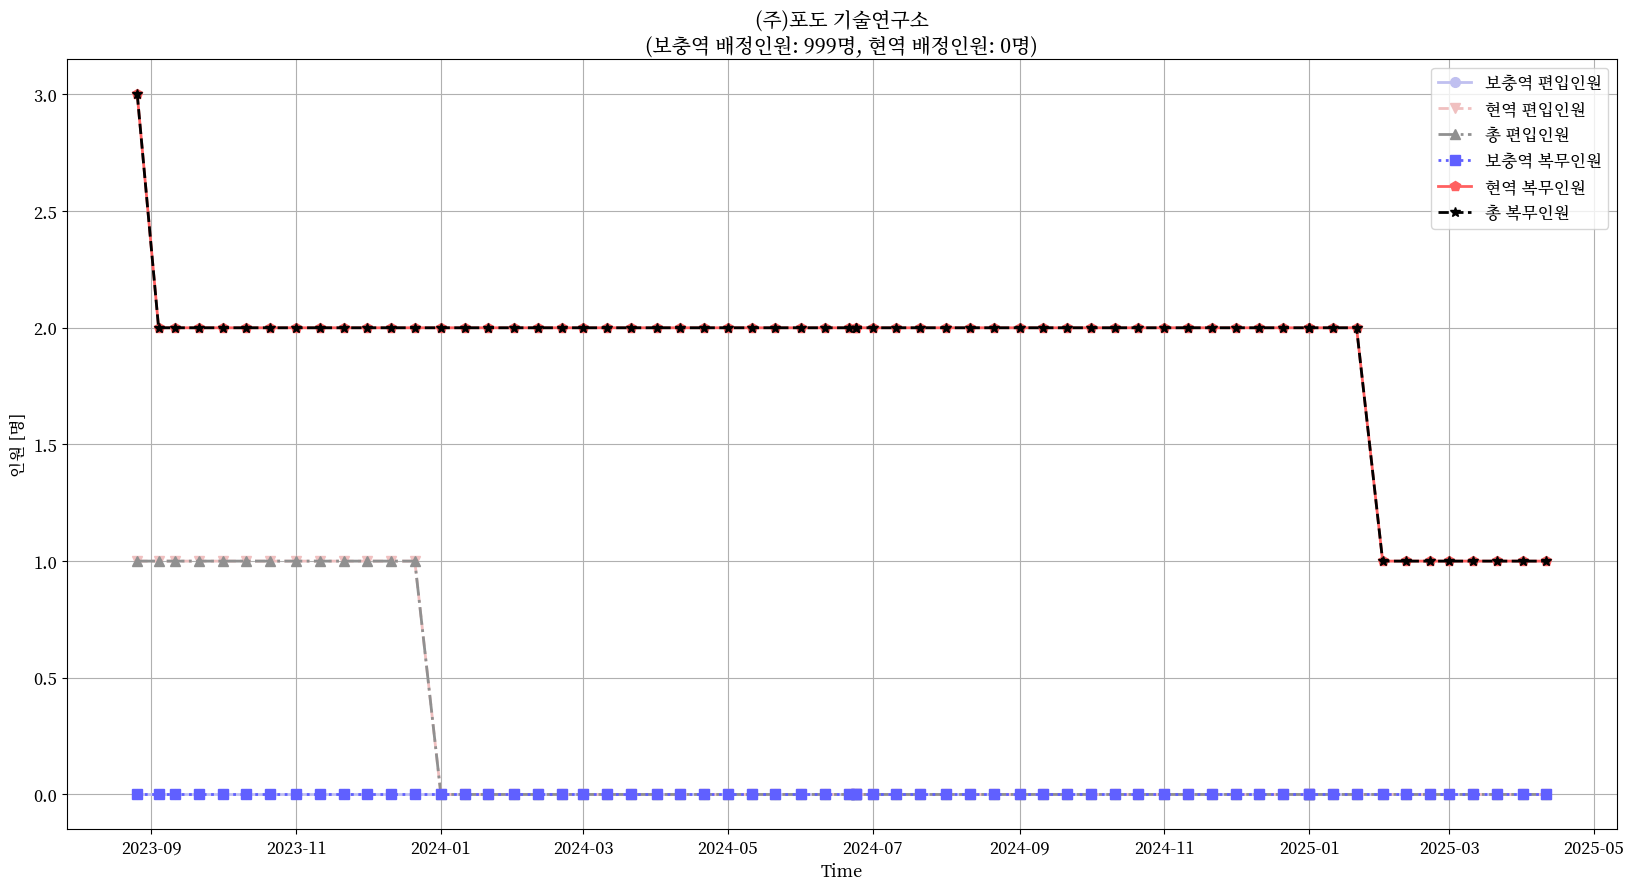 (주)포도 기술연구소
(보충역 배정인원: 999명, 현역 배정인원: 0명)
보충역 편입인원
현역 편입인원
총 편입인원
보충역 복무인원
현역 복무인원
총 복무인원
인원 [명]
3.0
2.5
2.0
1.5
1.0
0.5
0.0
2023-09 2023-11 2024-01 2024-03 2024-05 2024-07 2024-09 2024-11 2025-01 2025-03 2025-05
Time